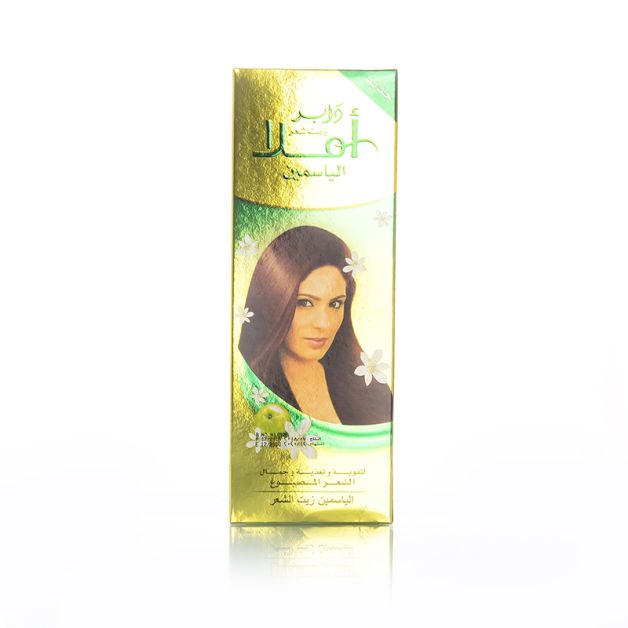 دابر
أملا
زيت شعر
الياسمين
لتقوية و تغذية و جمال
الشعر المصبوغ
الياسمين زيت الشعر